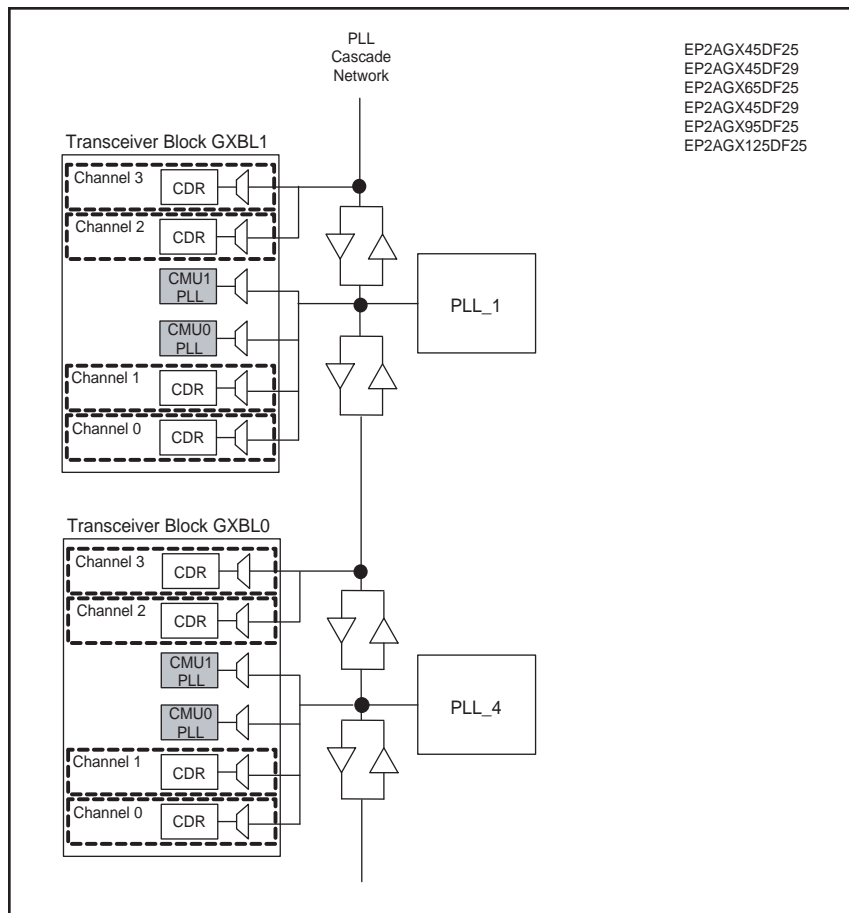 PLL
Cascade
Network
EP2AGX45DF25
EP2AGX45DF29
EP2AGX65DF25
EP2AGX45DF29
EP2AGX95DF25
EP2AGX125DF25
Transceiver Block GXBL1
Channel 3
CDR
Channel 2
CDR
CMU1
PLL
CMU0
PLL
Channel 1
CDR
Channel 0
CDR
PLL_1
Transceiver Block GXBL0
Channel 3
CDR
Channel 2
CDR
CMU1
PLL
CMU0
PLL
Channel 1
CDR
Channel 0
CDR
PLL_4